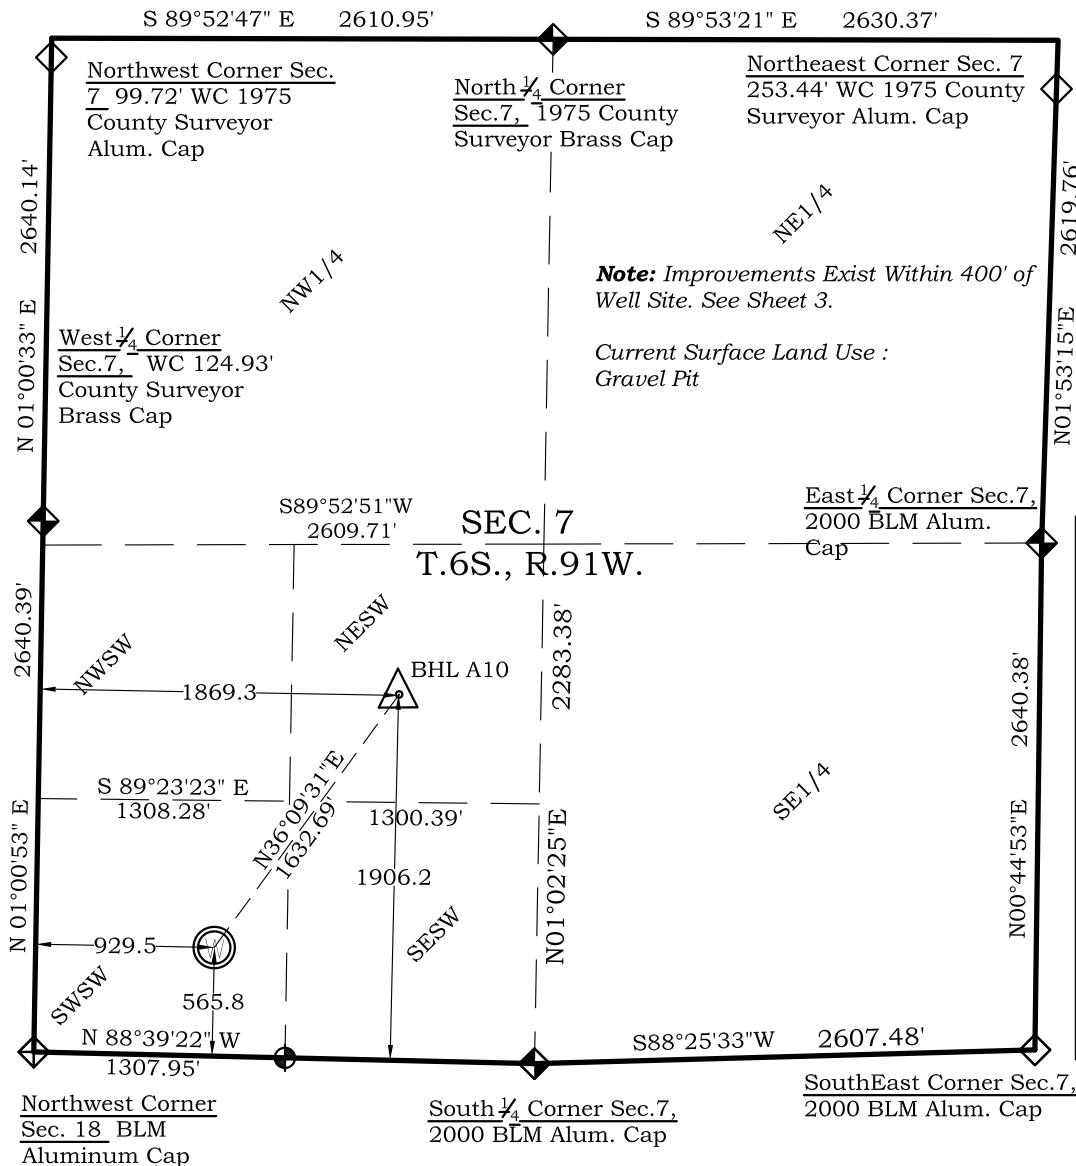 S 89°52'47" E 2610.95'
S 89°53'21" E 2630.37'
Northwest Corner Sec.
7 99.72' WC 1975
County Surveyor
Alum. Cap
North 1/4 Corner
Sec.7, 1975 County
Surveyor Brass Cap
Northeaest Corner Sec. 7
253.44' WC 1975 County
Surveyor Alum. Cap
2640.14'
N 01°00'33" E
2619.76'
N01°53'15"E
NW1/4
NE1/4
Note: Improvements Exist Within 400' of
Well Site. See Sheet 3.
Current Surface Land Use :
Gravel Pit
West 1/4 Corner
Sec.7, WC 124.93'
County Surveyor
Brass Cap
S89°52'51"W
2609.71'
SEC. 7
T.6S., R.91W.
East 1/4 Corner Sec.7,
2000 BLM Alum.
Cap
2640.39'
N 01°00'53" E
NWSW
NESW
BHL A10
1869.3
2283.38'
N01°02'25"E
2640.38'
N00°44'53"E
S 89°23'23" E
1308.28'
N36°09'31"E
1632.69'
1300.39'
1906.2
SE1/4
929.5
W
565.8
SWSW
SESW
N 88°39'22" W
1307.95'
S88°25'33"W 2607.48'
Northwest Corner
Sec. 18 BLM
Aluminum Cap
South 1/4 Corner Sec.7,
2000 BLM Alum. Cap
SouthEast Corner Sec.7,
2000 BLM Alum. Cap